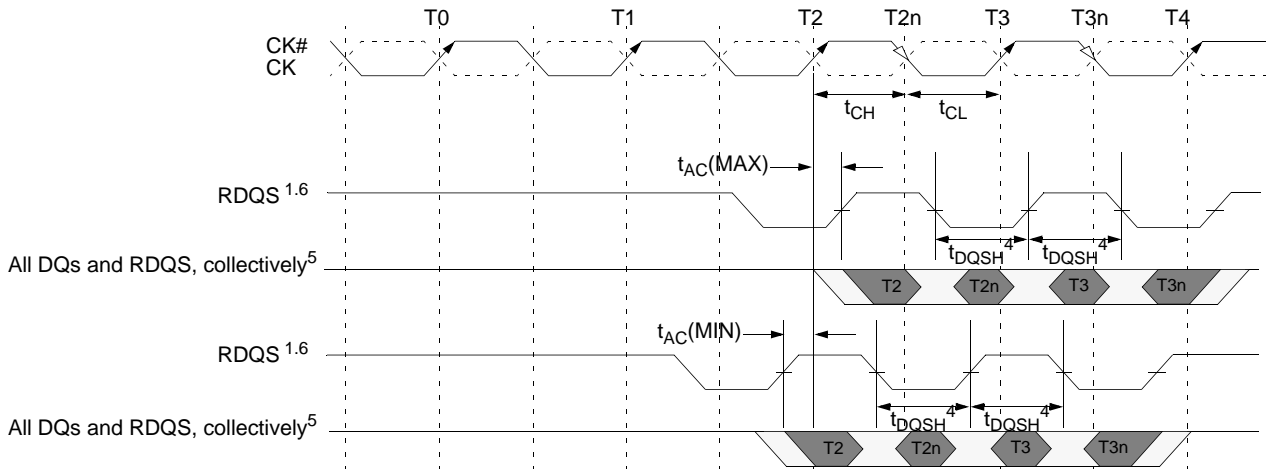 T0 T1 T2 T2n T3 T3n T4
CK#
CK
tCH tCL
tAC(MAX)
RDQS 1.6
tDQSH4 tDQSH4
All DQs and RDQS, collectively5
T2 T2n T3 T3n
tAC(MIN)
RDQS 1.6
tDQSH4 tDQSH4
All DQs and RDQS, collectively5
T2 T2n T3 T3n